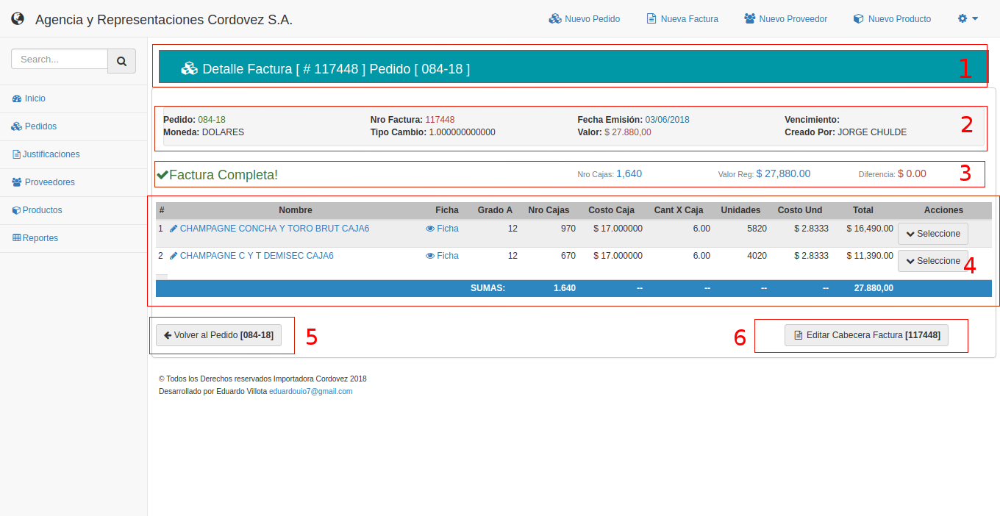 Agencia y Representaciones Cordovez S.A.
Nuevo Pedido Nueva Factura Nuevo Proveedor Nuevo Producto
Search...
Inicio
Pedidos
Justificaciones
Proveedores
Productos
Reportes
Detalle Factura [ # 117448 ] Pedido [ 084-18 ] 1
Pedido: 084-18 Nro Factura: 117448 Fecha Emisión: 03/06/2018 Vencimiento:
Moneda: DOLARES Tipo Cambio: 1.000000000000 Valor: $ 27.880,00 Creado Por: JORGE CHULDE
2
Factura Completa! Nro Cajas: 1,640 Valor Reg: $ 27,880.00 Diferencia: $ 0.00 3
# Nombre Ficha Grado A Nro Cajas Costo Caja Cant X Caja Unidades Costo Und Total Acciones
1 CHAMPAGNE CONCHA Y TORO BRUT CAJA6 Ficha 12 970 $ 17.000000 6.00 5820 $ 2.8333 $ 16,490.00 Seleccione
2 CHAMPAGNE C Y T DEMISEC CAJA6 Ficha 12 670 $ 17.000000 6.00 4020 $ 2.8333 $ 11,390.00 Seleccione
4
SUMAS: 1.640 -- -- -- -- 27.880,00
Volver al Pedido [084-18] 5 6 Editar Cabecera Factura [117448]
© Todos los Derechos reservados Importadora Cordovez 2018
Desarrollado por Eduardo Villota eduardouio7@gmail.com